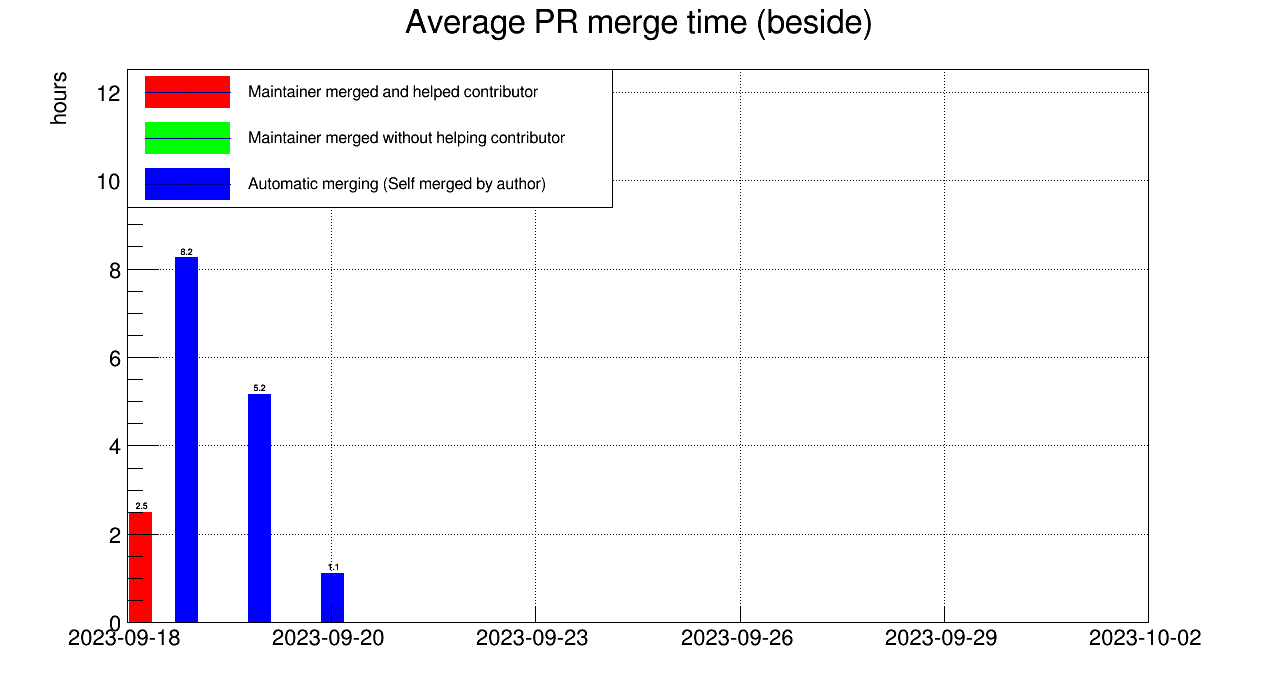 Average PR merge time (beside)
hours
12
Maintainer merged and helped contributor
Maintainer merged without helping contributor
10
Automatic merging (Self merged by author)
8.2
8
6
5.2
4
2.5
2
1.1
0
2023-09-18 2023-09-20 2023-09-23 2023-09-26 2023-09-29 2023-10-02